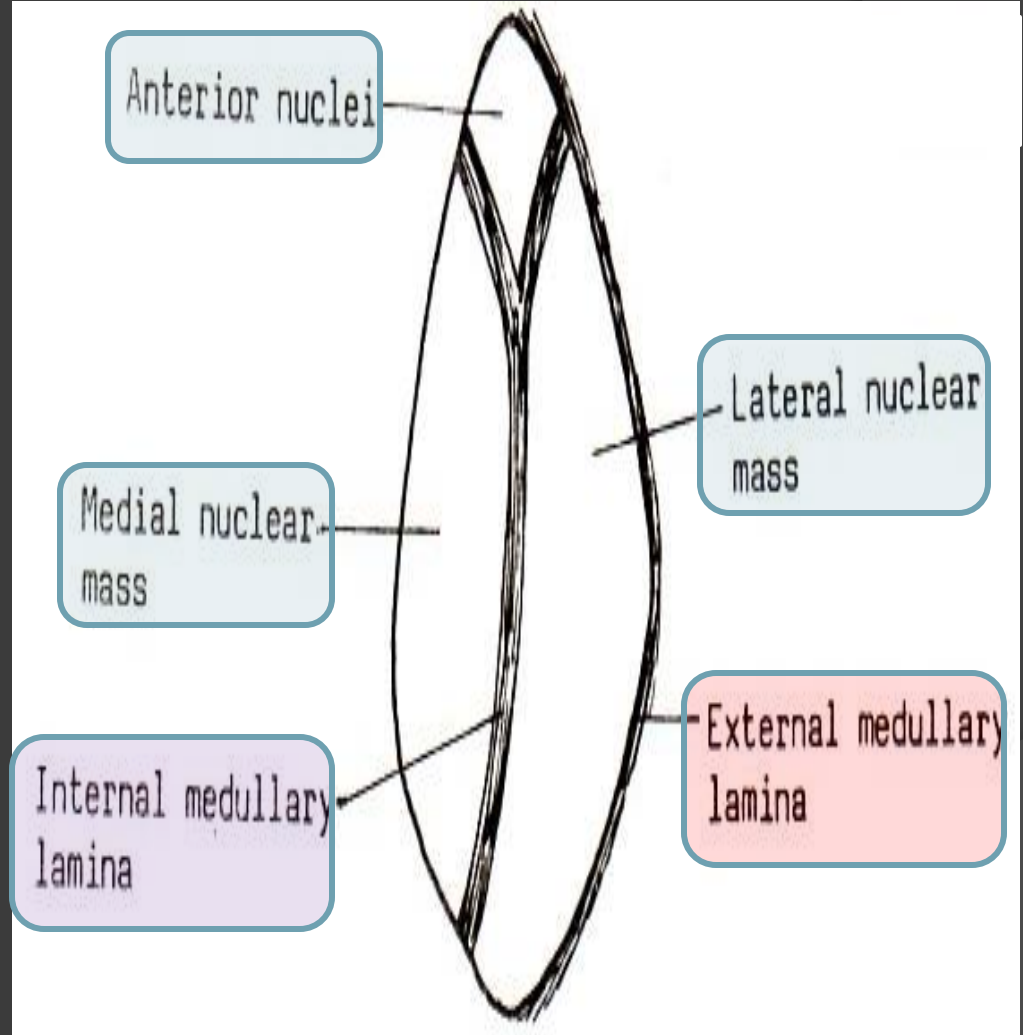 Anterior nuclei
Lateral nuclear
mass
Medial nuclear
mass
External medullary
lamina
Internal medullary
lamina